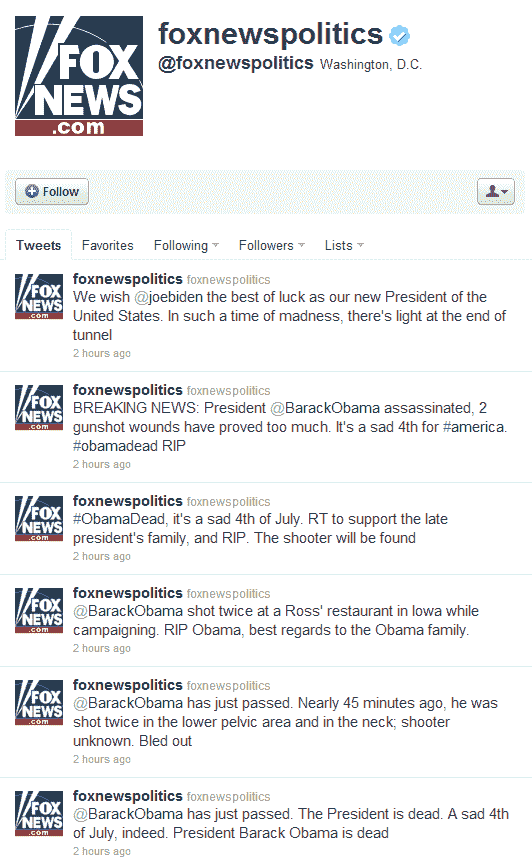 FOX
NEWS
.com
foxnewspolitics
@foxnewspolitics Washington, D.C.
Follow
Tweets Favorites Following Followers Lists
FOX
NEWS
.com
foxnewspolitics foxnewspolitics
We wish @joebiden the best of luck as our new President of the
United States. In such a time of madness, there's light at the end of
tunnel
2 hours ago
FOX
NEWS
.com
foxnewspolitics foxnewspolitics
BREAKING NEWS: President @BarackObama assassinated, 2
gunshot wounds have proved too much. It's a sad 4th for #america.
#obamadead RIP
2 hours ago
FOX
NEWS
.com
foxnewspolitics foxnewspolitics
#ObamaDead, it's a sad 4th of July. RT to support the late
president's family, and RIP. The shooter will be found
2 hours ago
FOX
NEWS
.com
foxnewspolitics foxnewspolitics
@BarackObama shot twice at a Ross' restaurant in Iowa while
campaigning. RIP Obama, best regards to the Obama family.
2 hours ago
FOX
NEWS
.com
foxnewspolitics foxnewspolitics
@BarackObama has just passed. Nearly 45 minutes ago, he was
shot twice in the lower pelvic area and in the neck; shooter
unknown. Bled out
2 hours ago
FOX
NEWS
.com
foxnewspolitics foxnewspolitics
@BarackObama has just passed. The President is dead. A sad 4th
of July, indeed. President Barack Obama is dead
2 hours ago